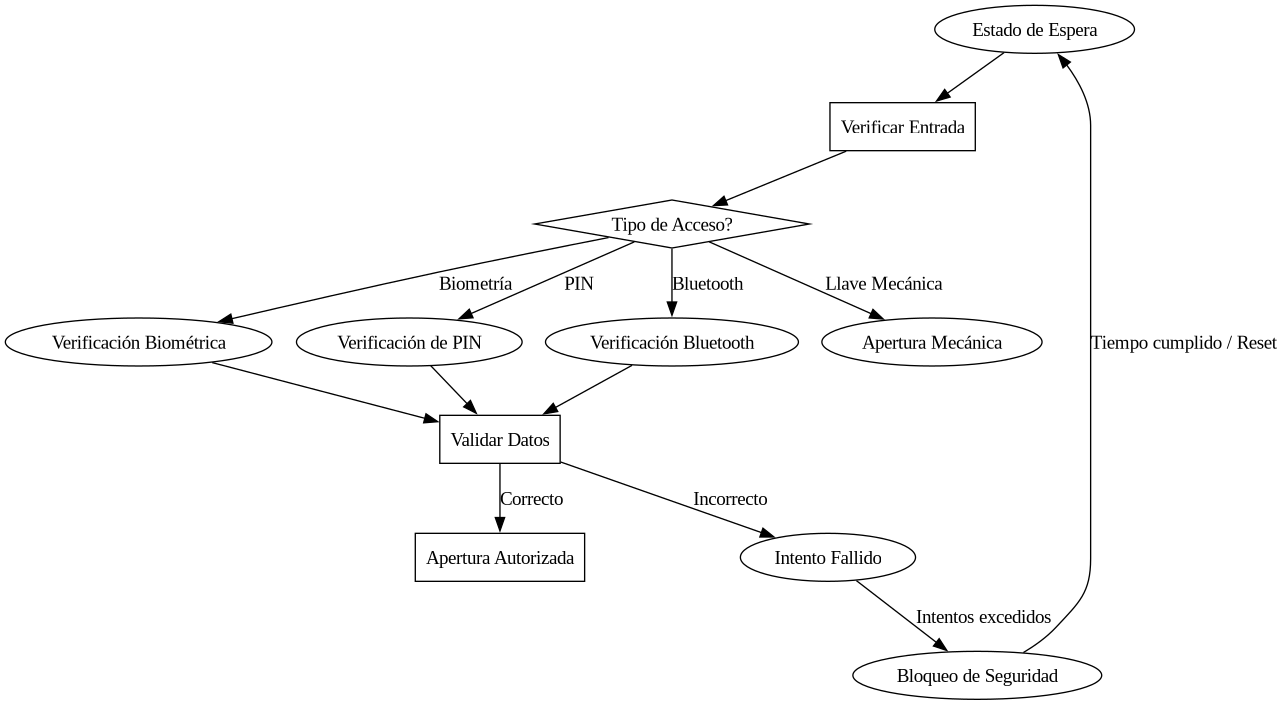 Estado de Espera
Verificar Entrada
Tipo de Acceso?
Biometría
PIN
Bluetooth
Llave Mecánica
Verificación Biométrica
Verificación de PIN
Verificación Bluetooth
Apertura Mecánica
Tiempo cumplido / Reset
Validar Datos
Correcto
Incorrecto
Apertura Autorizada
Intento Fallido
Intentos excedidos
Bloqueo de Seguridad